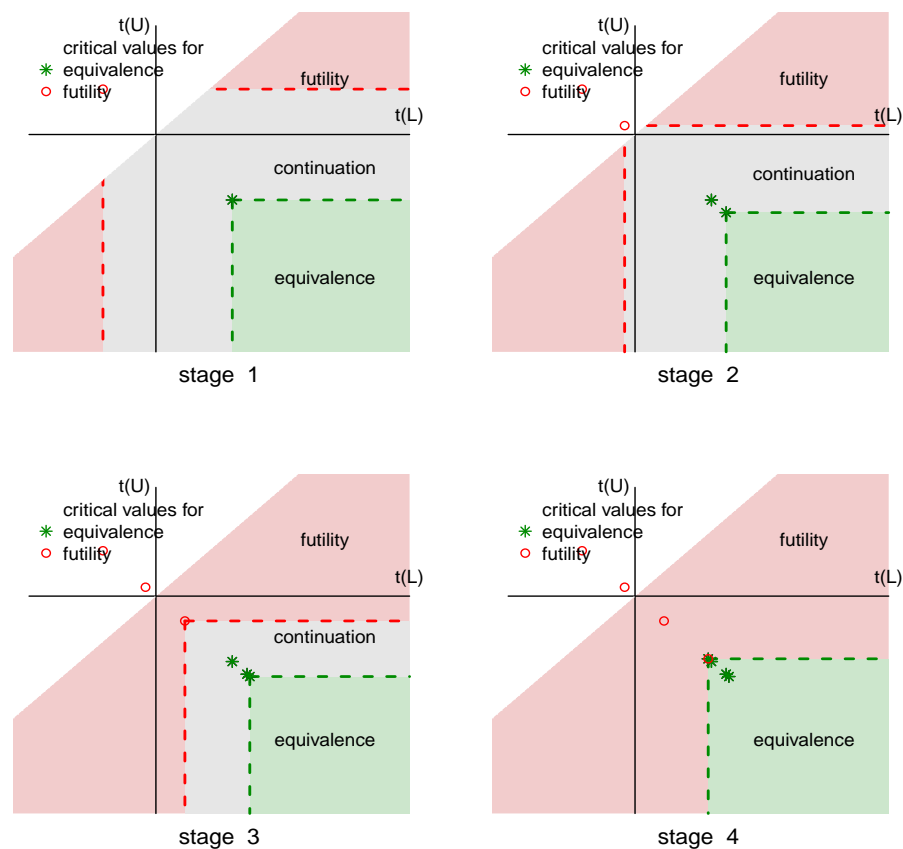 t(U)
critical values for
equivalence
futility
futility
t(L)
continuation
equivalence
stage 1
t(U)
critical values for
equivalence
futility
futility
t(L)
continuation
equivalence
stage 2
t(U)
critical values for
equivalence
futility
futility
t(L)
continuation
equivalence
stage 3
t(U)
critical values for
equivalence
futility
futility
t(L)
equivalence
stage 4